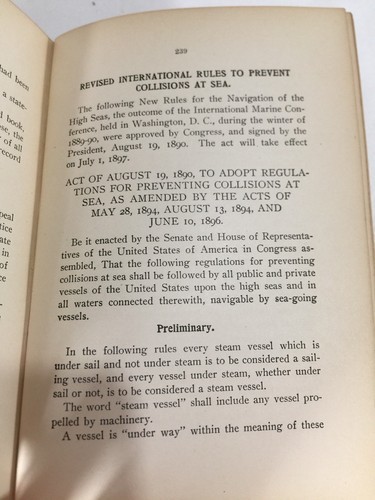 239
REVISED INTERNATIONAL RULES TO PREVENT
COLLISIONS AT SEA.
The following New Rules for the Navigation of the
High Seas, the outcome of the International Marine Con-
ference, held in Washington, D. C., during the winter of
1889-90, were approved by Congress, and signed by the
President, August 19, 1890. The act will take effect
on July 1, 1897.
ACT OF AUGUST 19, 1890, TO ADOPT REGULA-
TIONS FOR PREVENTING COLLISIONS AT
SEA, AS AMENDED BY THE ACTS OF
MAY 28, 1894, AUGUST 13, 1894, AND
JUNE 10, 1896.
Be it enacted by the Senate and House of Representa-
tives of the United States of America in Congress as-
sembled, That the following regulations for preventing
collisions at sea shall be followed by all public and private
vessels of the United States upon the high seas and in
all waters connected therewith, navigable by sea-going
vessels.
Preliminary.
In the following rules every steam vessel which is
under sail and not under steam is to be considered a sail-
ing vessel, and every vessel under steam, whether under
sail or not, is to be considered a steam vessel.
The word "steam vessel" shall include any vessel pro-
pelled by machinery.
A vessel is "under way" within the meaning of these
had been
a state-
book,
the
of all
record
of